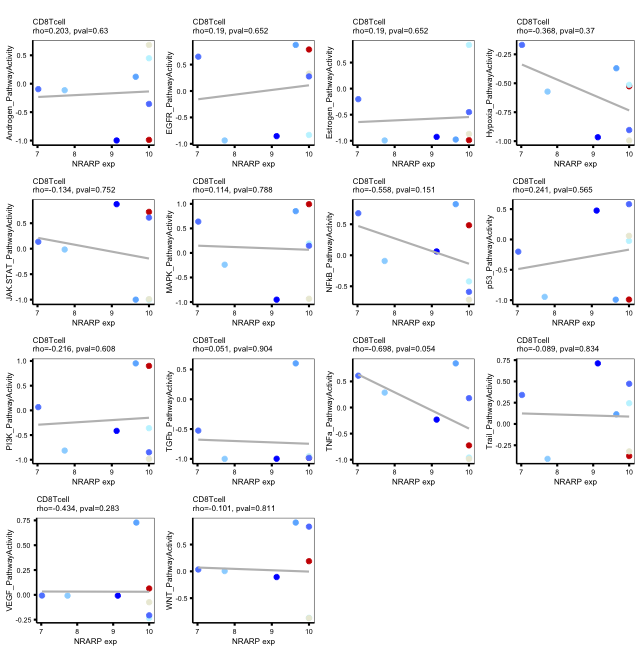 CD8Tcell
rho=0.203, pval=0.63
Androgen_PathwayActivity
0.5
0.0
-0.5
-1.0
7
8
9
10
NRARP exp
CD8Tcell
rho=0.19, pval=0.652
EGFR_PathwayActivity
0.5
0.0
-0.5
-1.0
7
8
9
10
NRARP exp
CD8Tcell
rho=0.19, pval=0.652
Estrogen_PathwayActivity
0.5
0.0
-0.5
-1.0
7
8
9
10
NRARP exp
CD8Tcell
rho=-0.368, pval=0.37
Hypoxia_PathwayActivity
-0.25
-0.50
-0.75
-1.00
7
8
9
10
NRARP exp
CD8Tcell
rho=-0.134, pval=0.752
JAK-STAT_PathwayActivity
0.5
0.0
-0.5
-1.0
7
8
9
10
NRARP exp
CD8Tcell
rho=0.114, pval=0.788
MAPK_PathwayActivity
1.0
0.5
0.0
-0.5
-1.0
7
8
9
10
NRARP exp
CD8Tcell
rho=-0.558, pval=0.151
NFkB_PathwayActivity
0.5
0.0
-0.5
7
8
9
10
NRARP exp
CD8Tcell
rho=0.241, pval=0.565
p53_PathwayActivity
0.5
0.0
-0.5
-1.0
7
8
9
10
NRARP exp
CD8Tcell
rho=-0.216, pval=0.608
PI3K_PathwayActivity
1.0
0.5
0.0
-0.5
-1.0
7
8
9
10
NRARP exp
CD8Tcell
rho=0.051, pval=0.904
TGFb_PathwayActivity
0.5
0.0
-0.5
-1.0
7
8
9
10
NRARP exp
CD8Tcell
rho=-0.698, pval=0.054
TNFa_PathwayActivity
0.5
0.0
-0.5
-1.0
7
8
9
10
NRARP exp
CD8Tcell
rho=-0.089, pval=0.834
Trail_PathwayActivity
0.75
0.50
0.25
0.00
-0.25
7
8
9
10
NRARP exp
CD8Tcell
rho=-0.434, pval=0.283
VEGF_PathwayActivity
0.75
0.50
0.25
0.00
-0.25
7
8
9
10
NRARP exp
CD8Tcell
rho=-0.101, pval=0.811
WNT_PathwayActivity
0.5
0.0
-0.5
7
8
9
10
NRARP exp